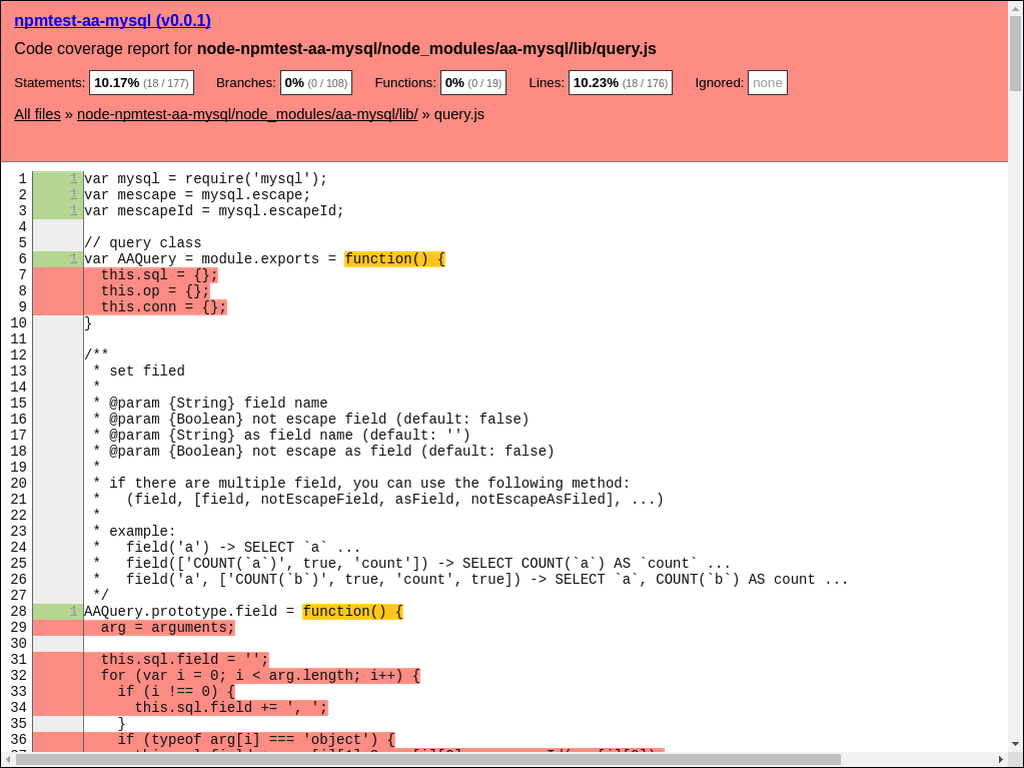 npmtest-aa-mysql (v0.0.1)
Code coverage report for node-npmtest-aa-mysql/node_modules/aa-mysql/lib/query.js
Statements: 10.17% (18 / 177) Branches: 0% (0 / 108) Functions: 0% (0 / 19) Lines: 10.23% (18 / 176) Ignored: none
All files » node-npmtest-aa-mysql/node_modules/aa-mysql/lib/ » query.js
1 1 var mysql = require('mysql');
2 1 var mescape = mysql.escape;
3 1 var mescapeId = mysql.escapeId;
4
5 // query class
6 1 var AAQuery = module.exports = function() {
7 this.sql = {};
8 this.op = {};
9 this.conn = {};
10 }
11
12 /**
13 * set filed
14 *
15 * @param {String} field name
16 * @param {Boolean} not escape field (default: false)
17 * @param {String} as field name (default: '')
18 * @param {Boolean} not escape as field (default: false)
19 *
20 * if there are multiple field, you can use the following method:
21 * (field, [field, notEscapeField, asField, notEscapeAsFiled], ...)
22 *
23 * example:
24 * field('a') -> SELECT `a` ...
25 * field(['COUNT(`a`)', true, 'count']) -> SELECT COUNT(`a`) AS `count` ...
26 * field('a', ['COUNT(`b`)', true, 'count', true]) -> SELECT `a`, COUNT(`b`) AS count ...
27 */
28 1 AAQuery.prototype.field = function() {
29 arg = arguments;
30
31 this.sql.field = '';
32 for (var i = 0; i < arg.length; i++) {
33 if (i !== 0) {
34 this.sql.field += ', ';
35 }
36 if (typeof arg[i] === 'object') {